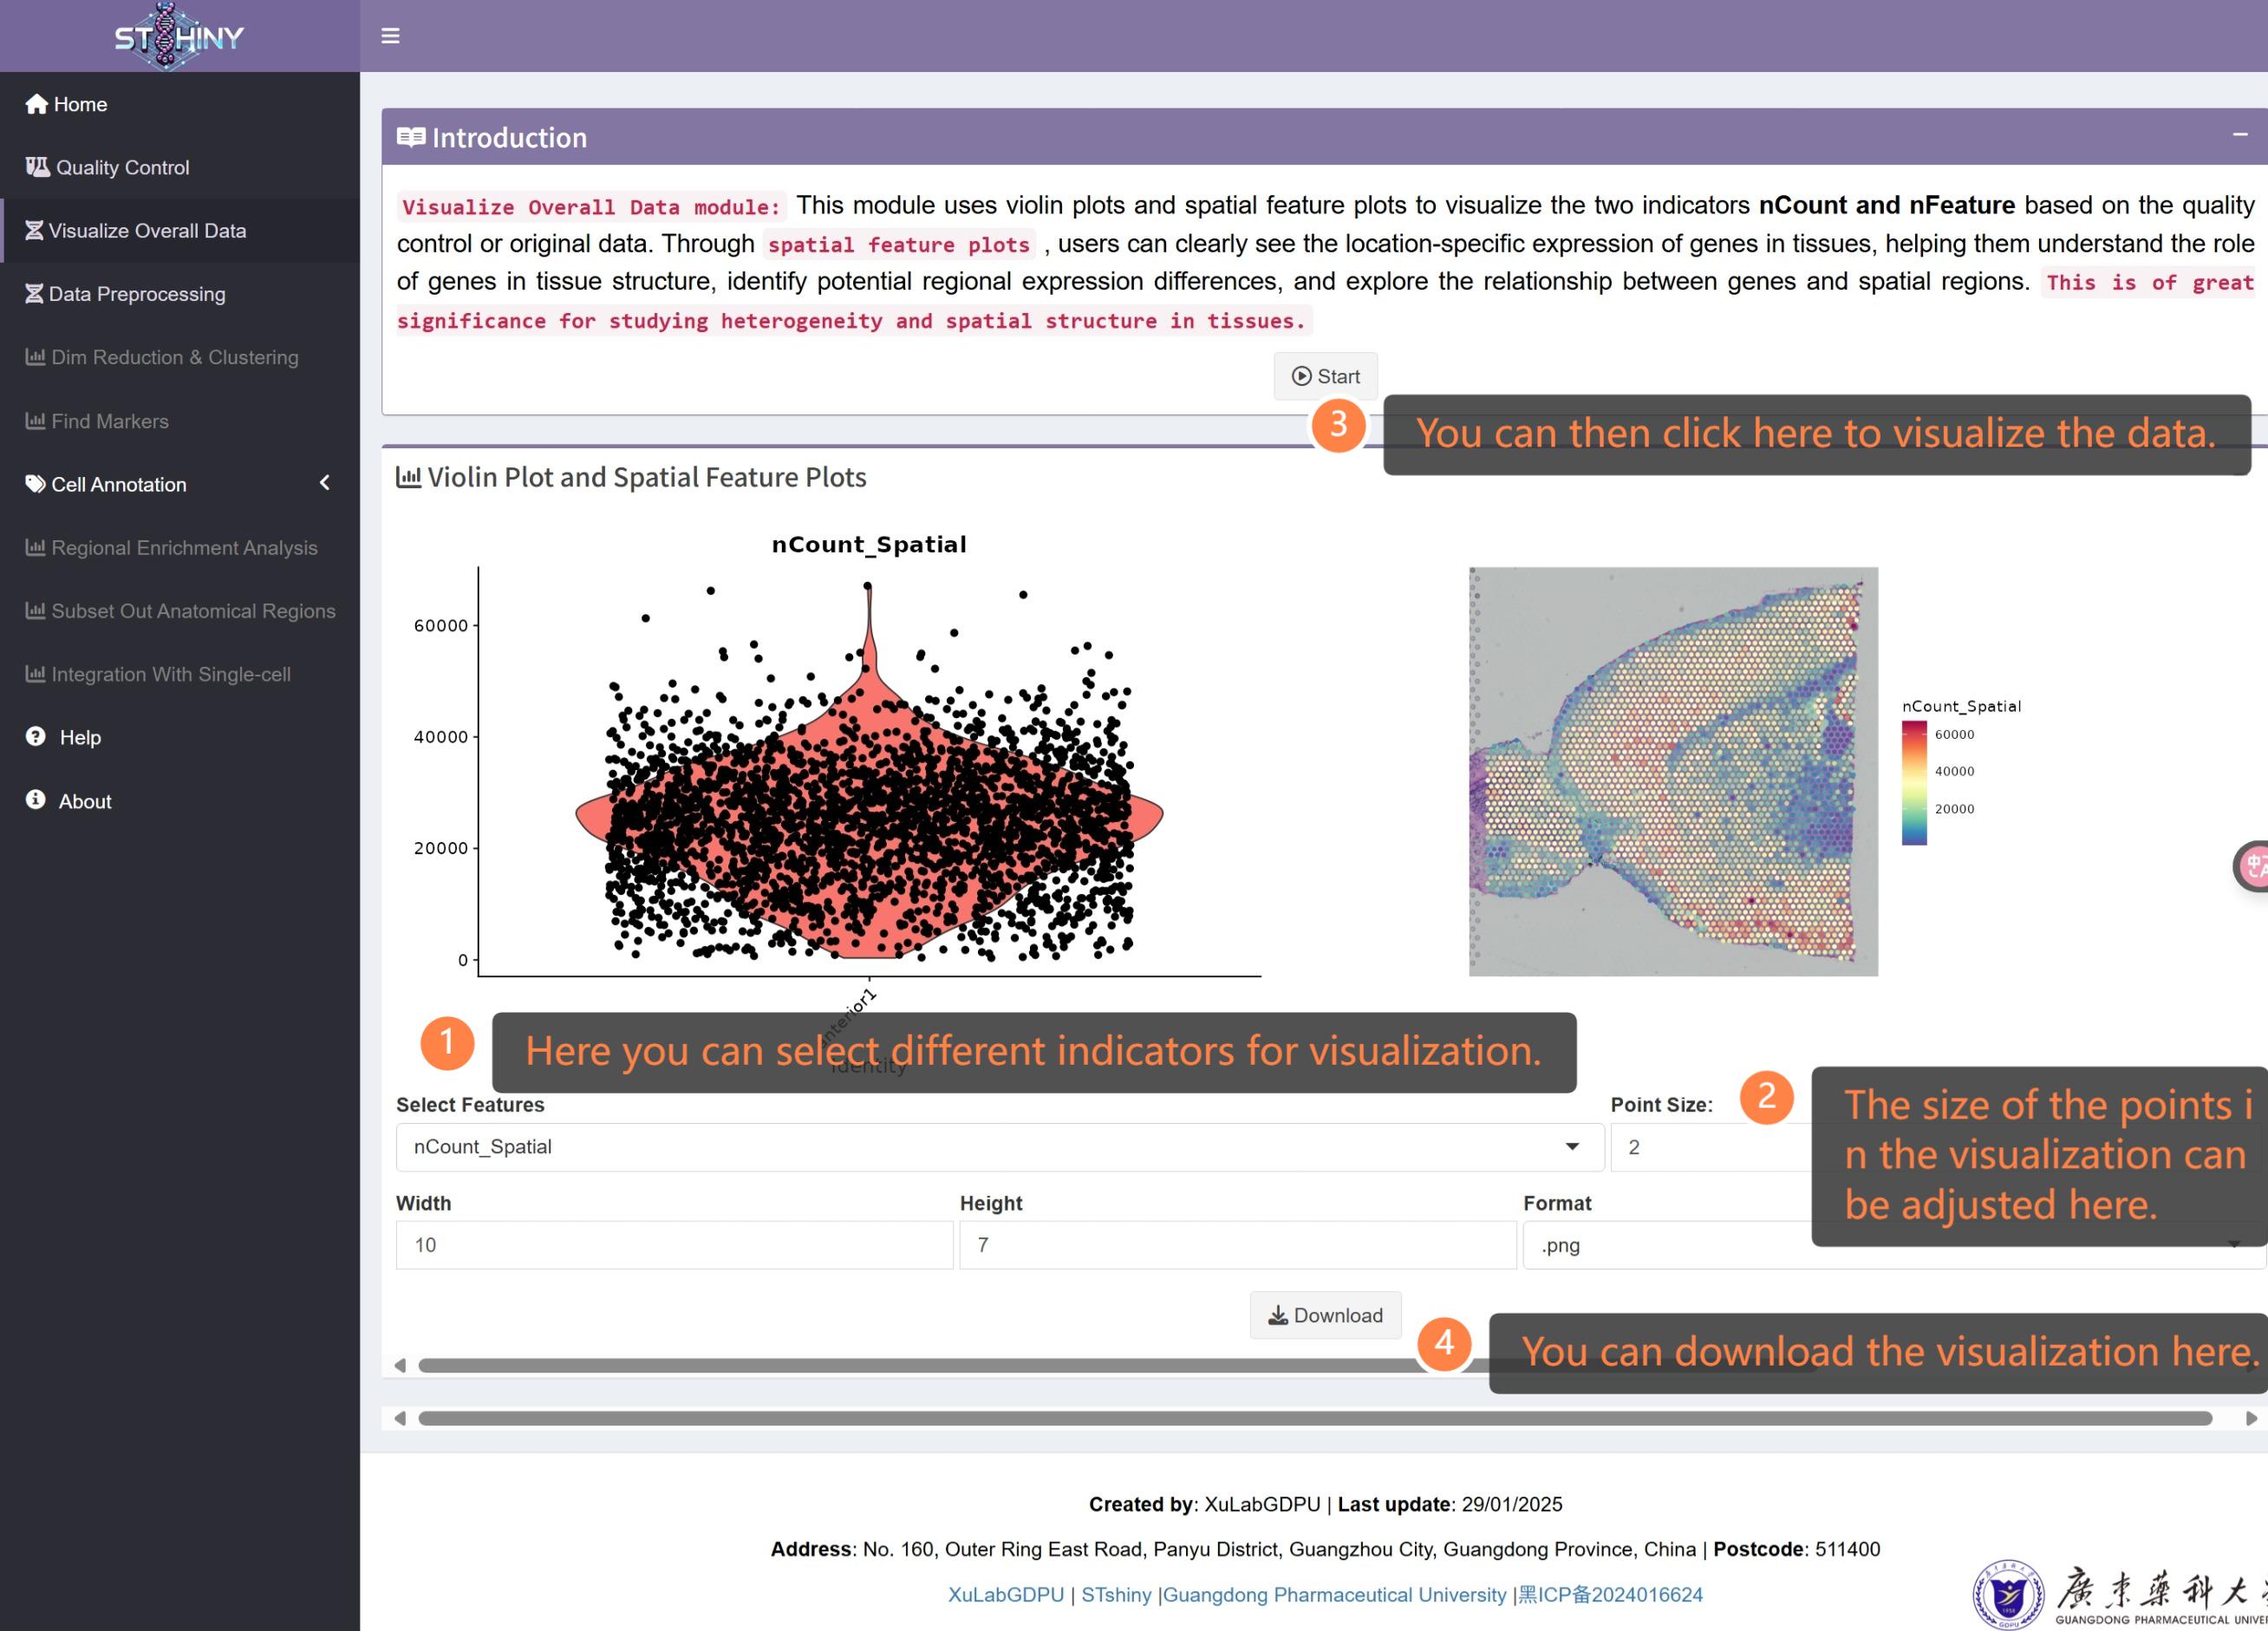 STSHINY
Home
Quality Control
Visualize Overall Data
Data Preprocessing
Dim Reduction & Clustering
Find Markers
Cell Annotation
Regional Enrichment Analysis
Subset Out Anatomical Regions
Integration With Single-cell
Help
About
Introduction
Visualize Overall Data module: This module uses violin plots and spatial feature plots to visualize the two indicators nCount and nFeature based on the quality
control or original data. Through spatial feature plots , users can clearly see the location-specific expression of genes in tissues, helping them understand the role
of genes in tissue structure, identify potential regional expression differences, and explore the relationship between genes and spatial regions. This is of great
significance for studying heterogeneity and spatial structure in tissues.
Start
3 You can then click here to visualize the data.
Violin Plot and Spatial Feature Plots
nCount_Spatial
60000
40000
20000
0
nCount_Spatial
60000
40000
20000
1 Here you can select different indicators for visualization.
Identity
Select Features
nCount_Spatial
Point Size:
2
2 The size of the points i
n the visualization can
be adjusted here.
Width
10
Height
7
Format
.png
Download
4 You can download the visualization here.
Created by: XuLabGDPU | Last update: 29/01/2025
Address: No. 160, Outer Ring East Road, Panyu District, Guangzhou City, Guangdong Province, China | Postcode: 511400
XuLabGDPU | STshiny |Guangdong Pharmaceutical University |黑ICP备2024016624
廣東藥科大
GUANGDONG PHARMACEUTICAL